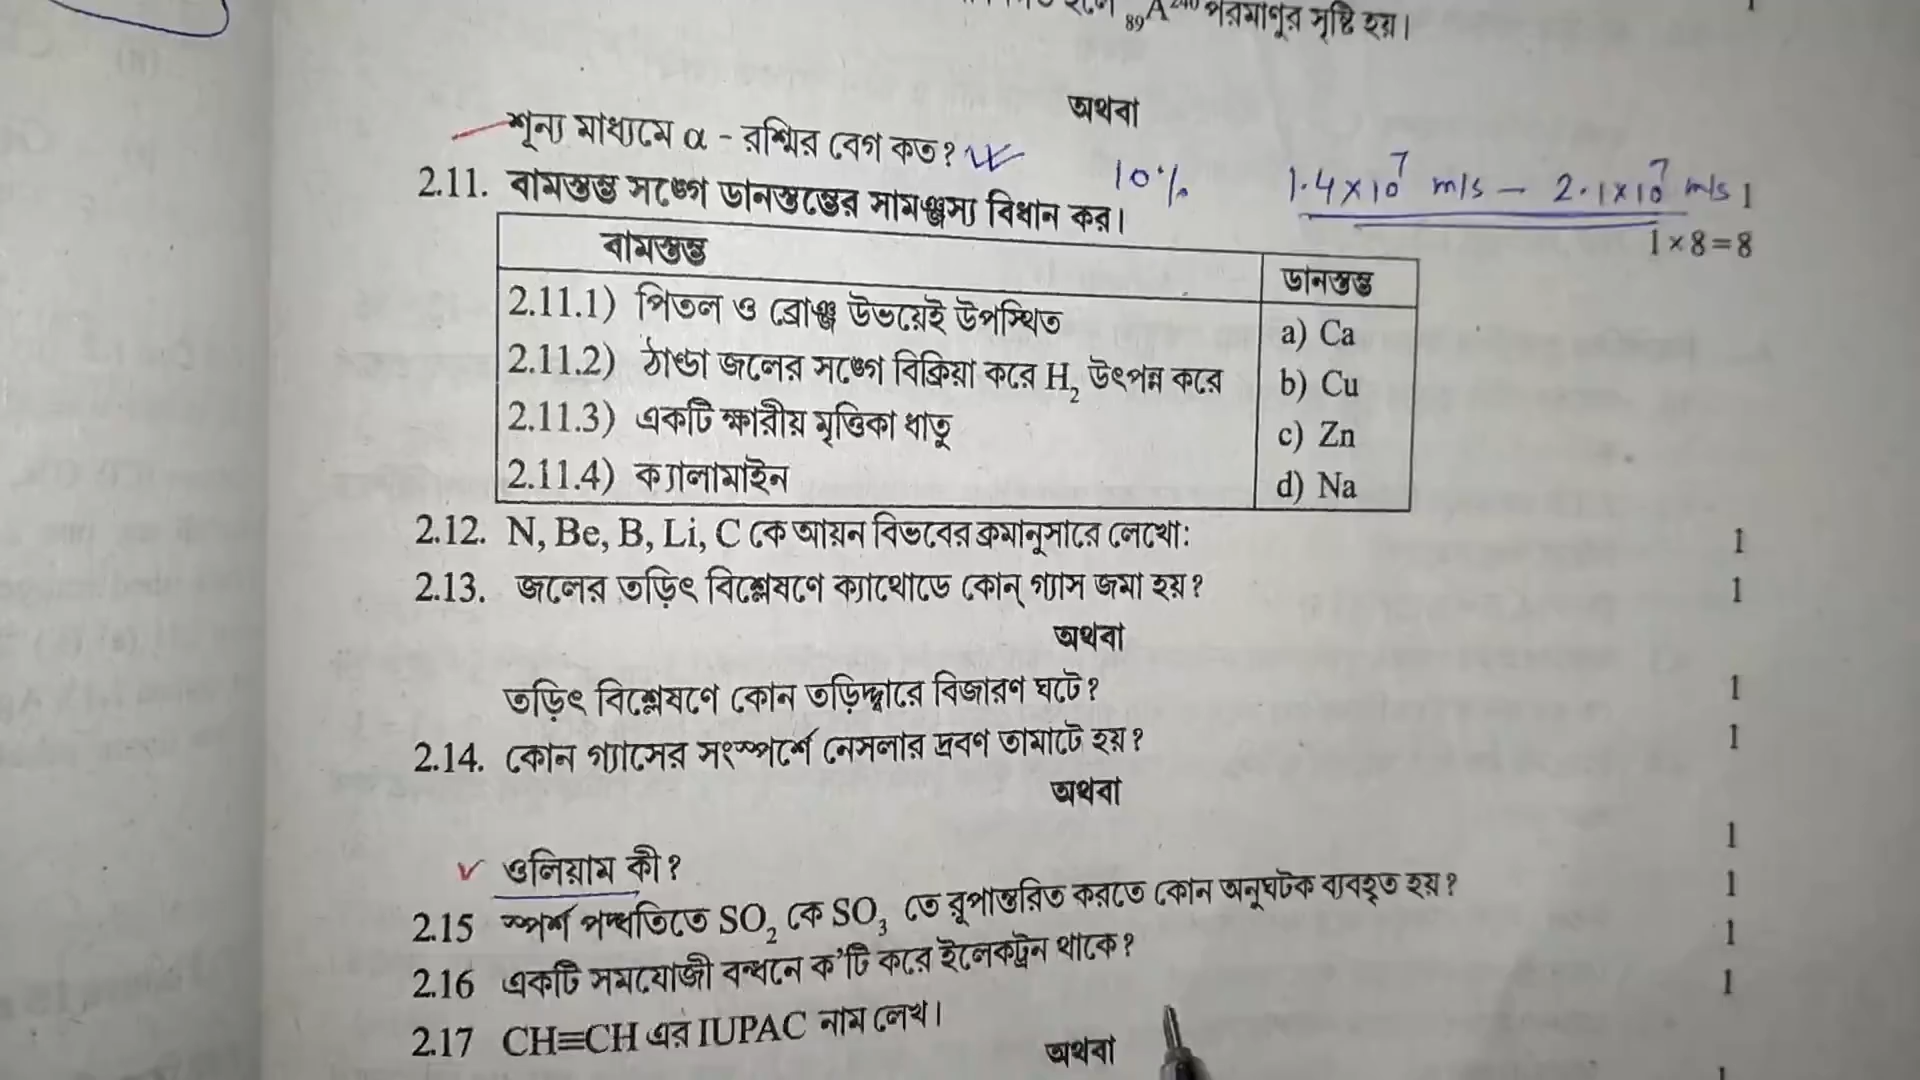 ₈₉A²⁴⁰ পরমাণুর সৃষ্টি হয়।
অথবা
শূন্য মাধ্যমে α - রশ্মির বেগ কত?
10% 1.4×10⁷ m/s — 2.1×10⁷ m/s 1
2.11. বামস্তম্ভ সঙ্গে ডানস্তম্ভের সামঞ্জস্য বিধান কর।
1×8=8
বামস্তম্ভ
ডানস্তম্ভ
2.11.1) পিতল ও ব্রোঞ্জ উভয়েই উপস্থিত
a) Ca
2.11.2) ঠাণ্ডা জলের সঙ্গে বিক্রিয়া করে H₂ উৎপন্ন করে
b) Cu
2.11.3) একটি ক্ষারীয় মৃত্তিকা ধাতু
c) Zn
2.11.4) ক্যালামাইন
d) Na
2.12. N, Be, B, Li, C কে আয়ন বিভবের ক্রমানুসারে লেখো: 1
2.13. জলের তড়িৎ বিশ্লেষণে ক্যাথোডে কোন্ গ্যাস জমা হয়? 1
অথবা
তড়িৎ বিশ্লেষণে কোন তড়িদ্দ্বারে বিজারণ ঘটে? 1
2.14. কোন গ্যাসের সংস্পর্শে নেসলার দ্রবণ তামাটে হয়? 1
অথবা
ওলিয়াম কী? 1
2.15 স্পর্শ পদ্ধতিতে SO₂ কে SO₃ তে রূপান্তরিত করতে কোন অনুঘটক ব্যবহৃত হয়? 1
2.16 একটি সমযোজী বন্ধনে ক'টি করে ইলেকট্রন থাকে? 1
2.17 CH≡CH এর IUPAC নাম লেখ। 1
অথবা